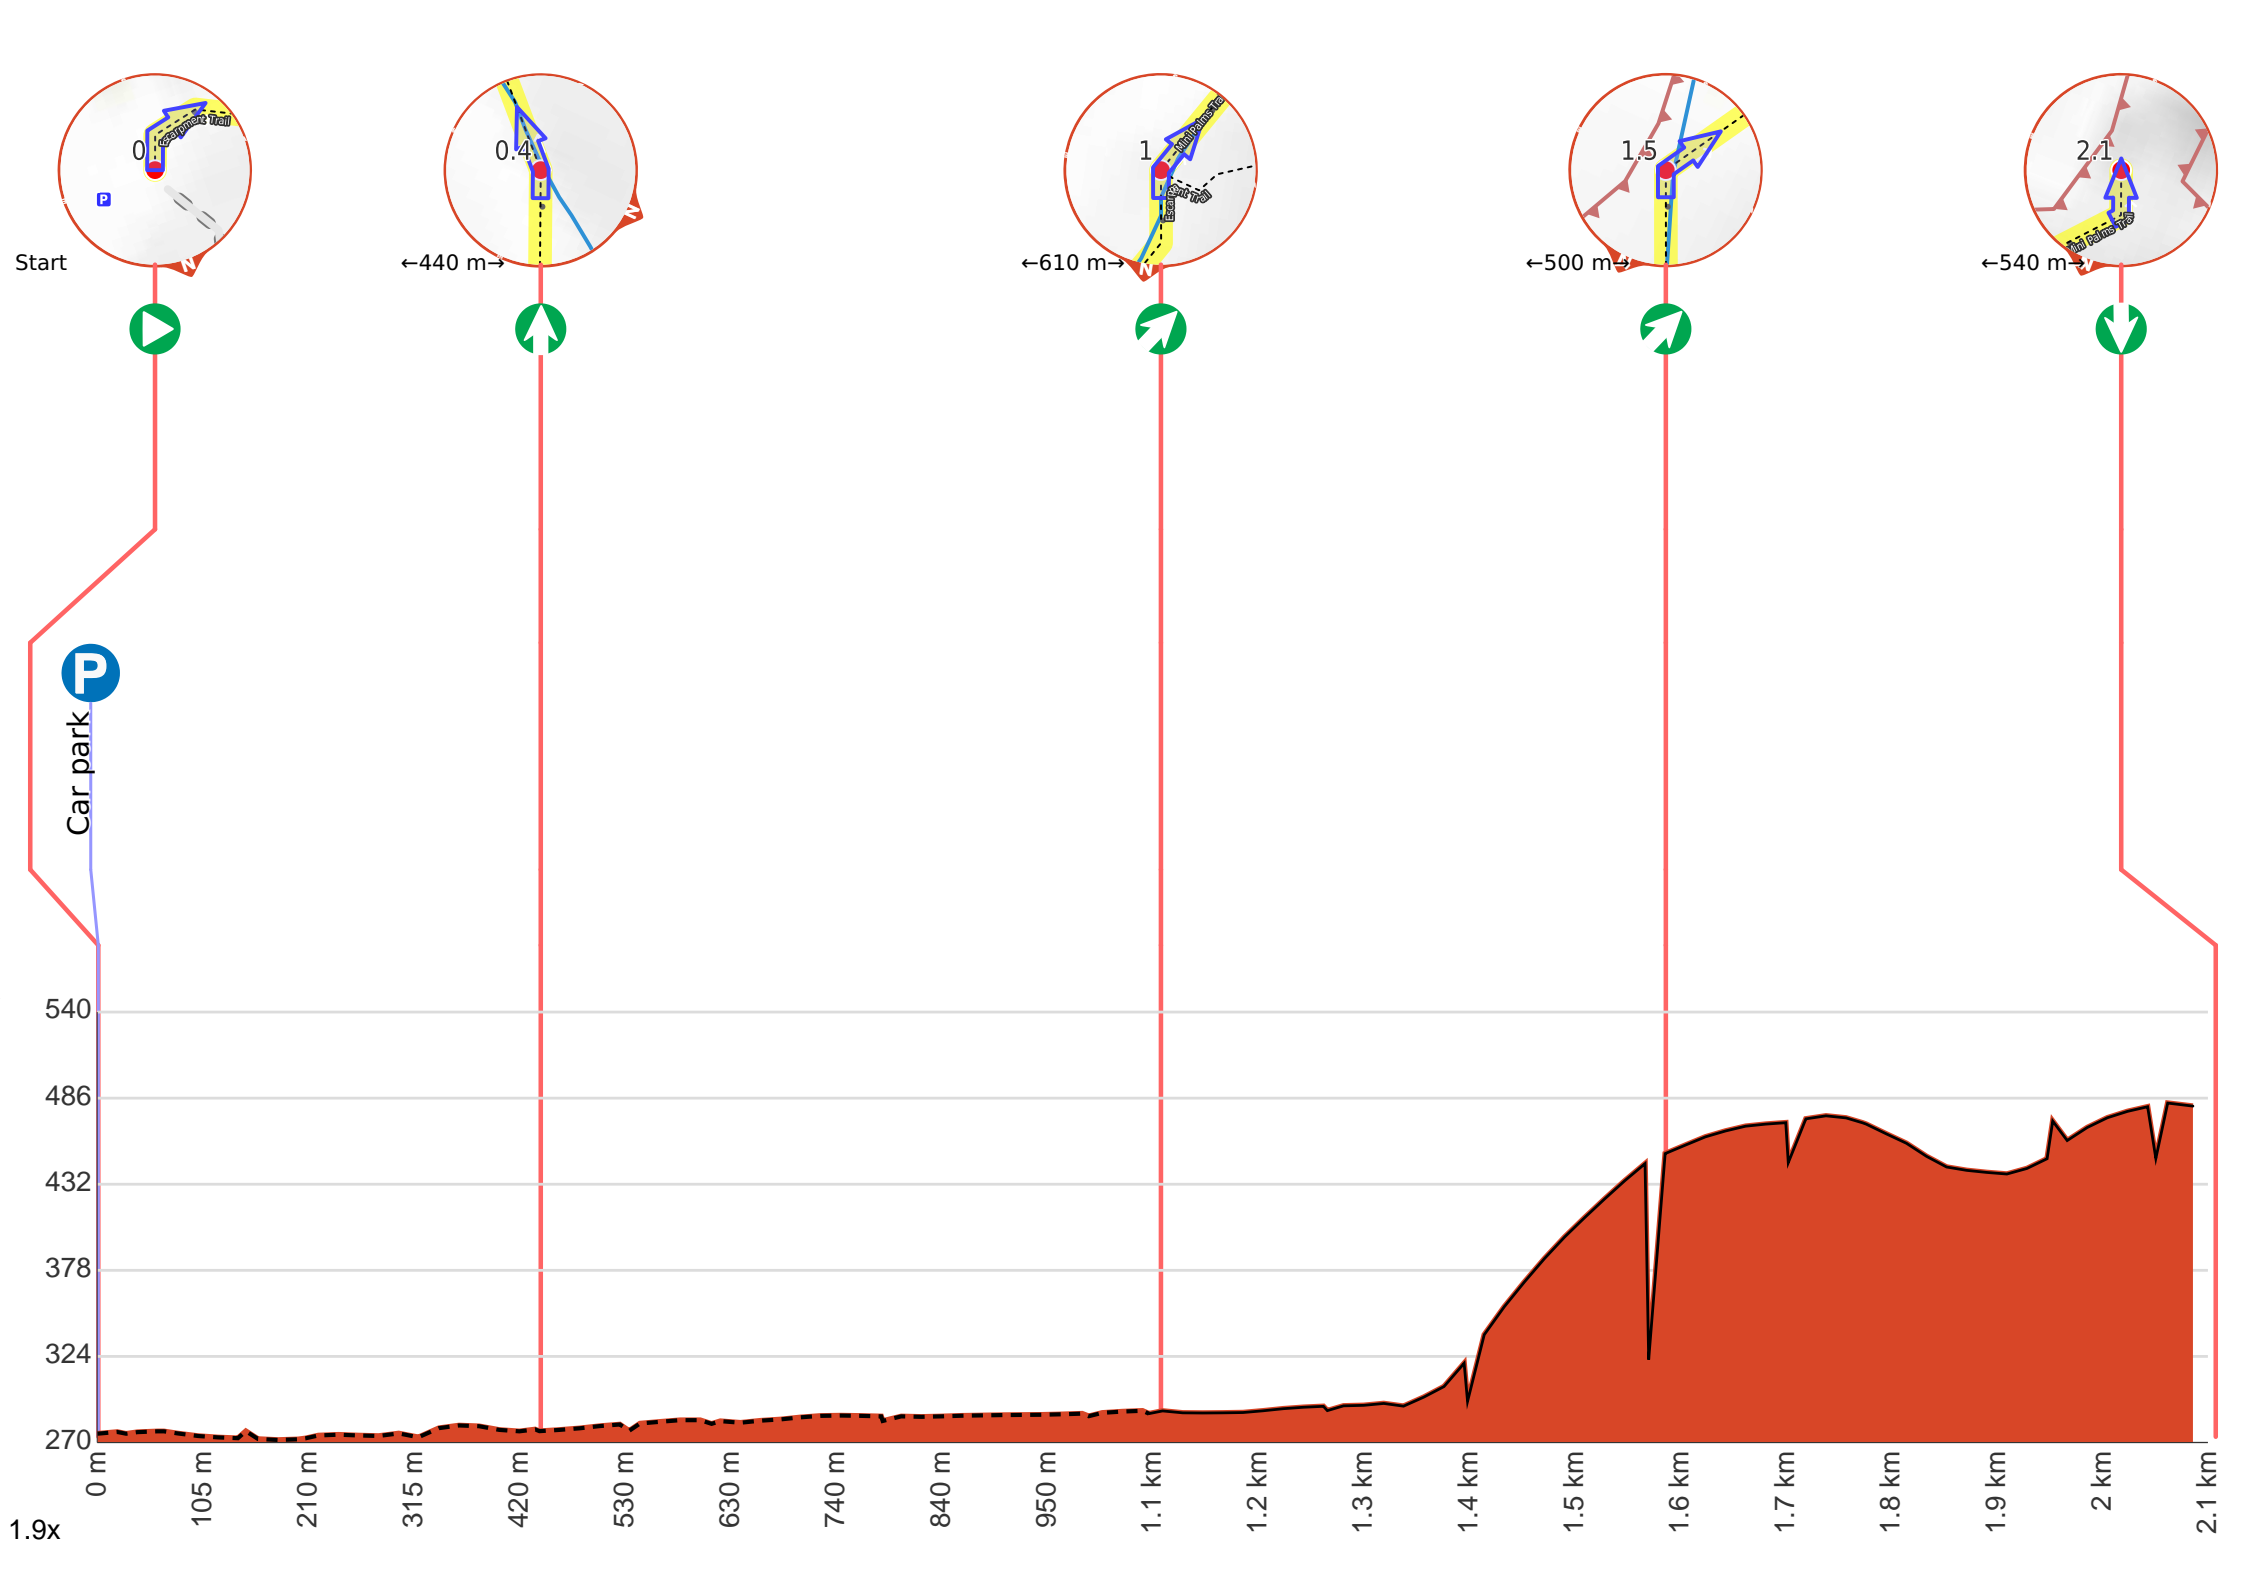 0
Escarpment Trail
P
N
Start
0.4
N
←440 m→
1
Mini Palms Trail
Escarpment Trail
N
←610 m→
1.5
N
←500 m→
2.1
Mini Palms Trail
N
←540 m→
P
Car park
540
486
432
378
324
270
0 m
105 m
210 m
315 m
420 m
530 m
630 m
740 m
840 m
950 m
1.1 km
1.2 km
1.3 km
1.4 km
1.5 km
1.6 km
1.7 km
1.8 km
1.9 km
2 km
2.1 km
1.9x